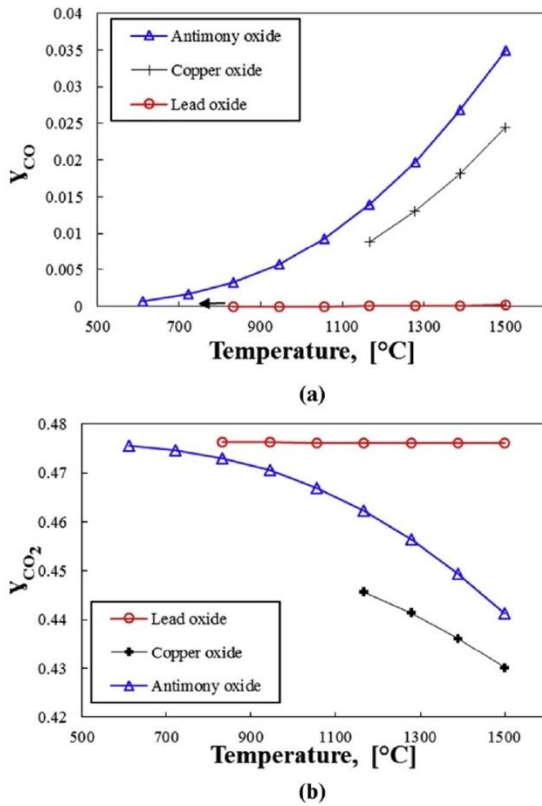 0.04
0.035
0.03
0.025
0.02
0.015
0.01
0.005
0
Antimony oxide
Copper oxide
Lead oxide
ɣCO
500 700 900 1100 1300 1500
Temperature, [°C]
(a)
0.48
0.47
0.46
0.45
0.44
0.43
0.42
ɣCO₂
Lead oxide
Copper oxide
Antimony oxide
500 700 900 1100 1300 1500
Temperature, [°C]
(b)